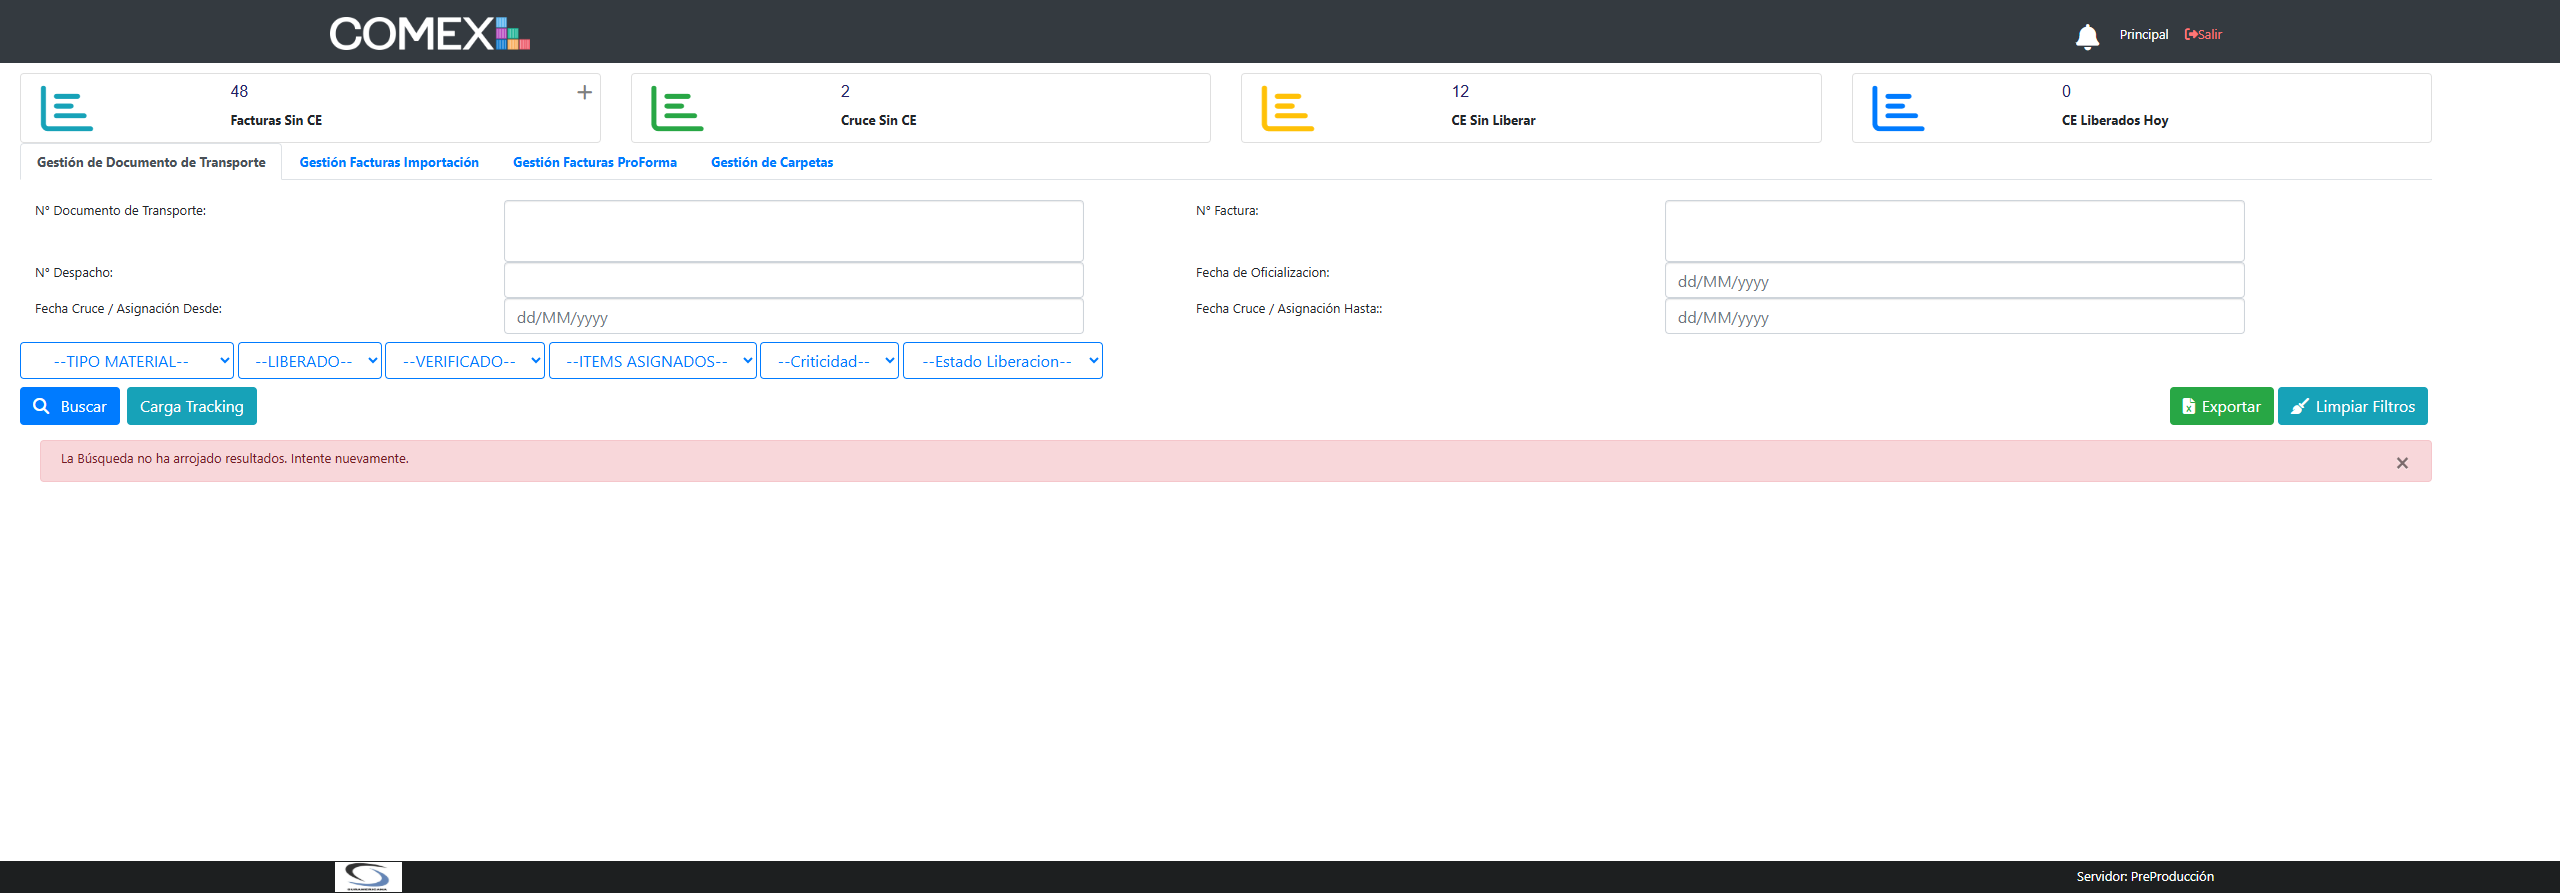 COMEX
Principal
Salir
48
Facturas Sin CE
2
Cruce Sin CE
12
CE Sin Liberar
0
CE Liberados Hoy
Gestión de Documento de Transporte
Gestión Facturas Importación
Gestión Facturas ProForma
Gestión de Carpetas
N° Documento de Transporte:
N° Factura:
N° Despacho:
Fecha de Oficializacion:
dd/MM/yyyy
Fecha Cruce / Asignación Desde:
dd/MM/yyyy
Fecha Cruce / Asignación Hasta::
dd/MM/yyyy
--TIPO MATERIAL--
--LIBERADO--
--VERIFICADO--
--ITEMS ASIGNADOS--
--Criticidad--
--Estado Liberacion--
Buscar
Carga Tracking
Exportar
Limpiar Filtros
La Búsqueda no ha arrojado resultados. Intente nuevamente.
Servidor: PreProducción